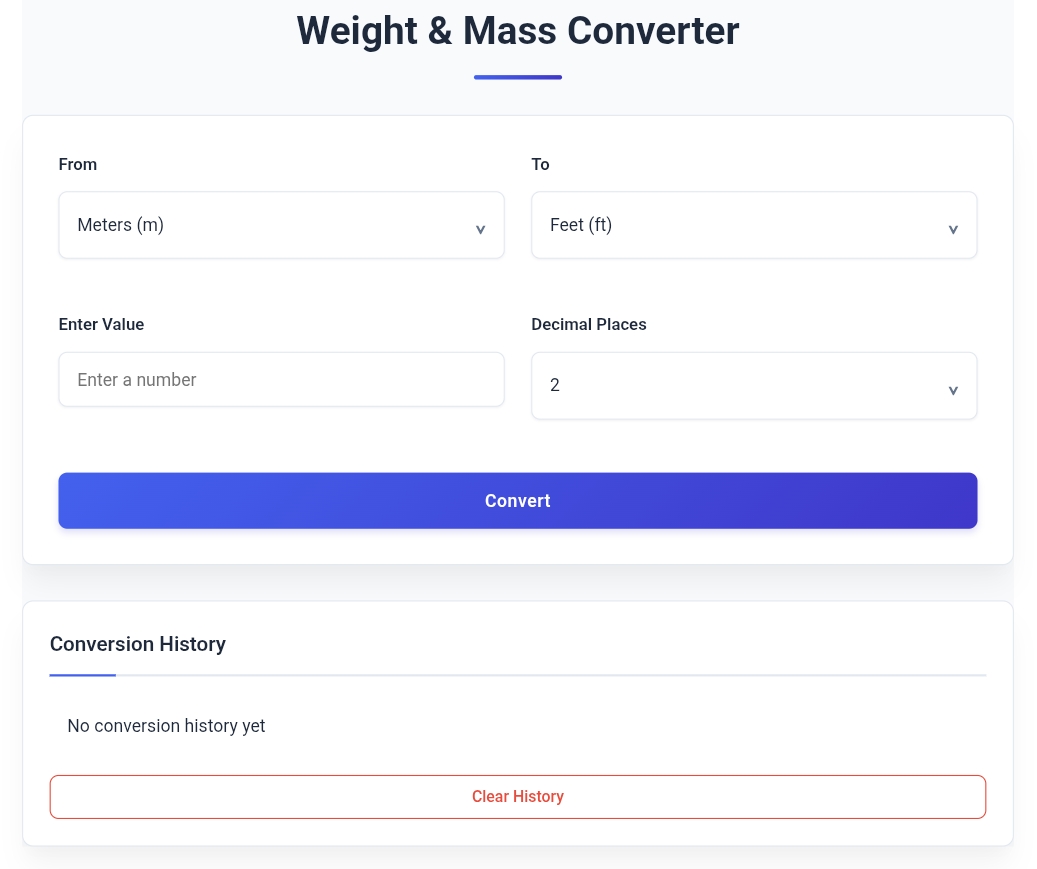 Weight & Mass Converter
From
To
Meters (m)
Feet (ft)
Enter Value
Decimal Places
Enter a number
2
Convert
Conversion History
No conversion history yet
Clear History